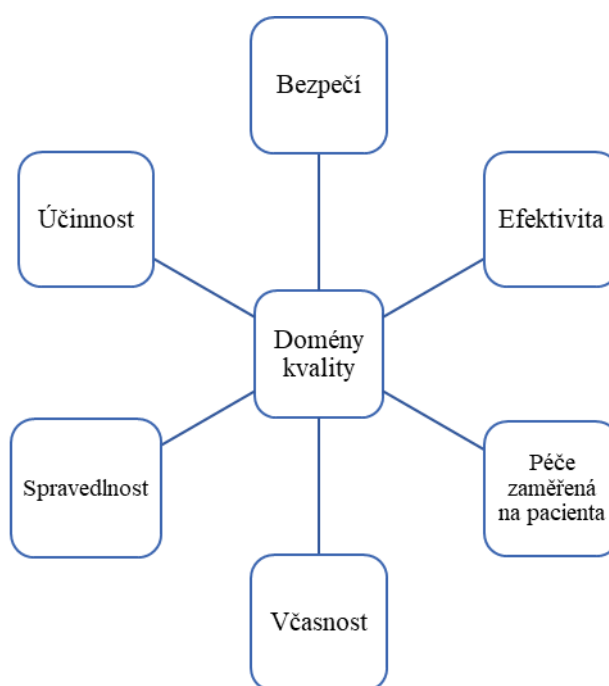 Bezpečí
Účinnost
Efektivita
Domény
kvality
Spravedlnost
Péče
zaměřená
na pacienta
Včasnost